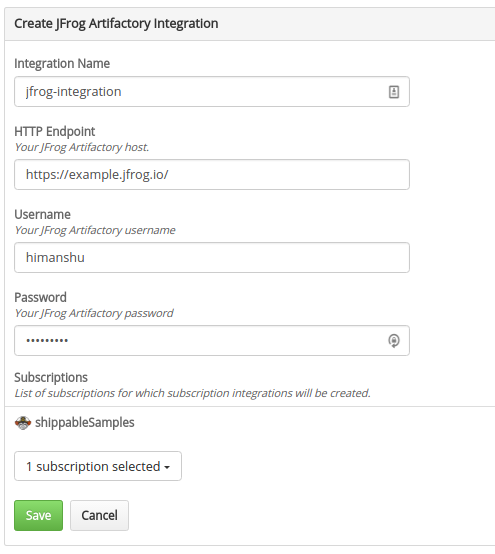 Create JFrog Artifactory Integration
Integration Name
jfrog-integration
HTTP Endpoint
Your JFrog Artifactory host.
https://example.jfrog.io/
Username
Your JFrog Artifactory username
himanshu
Password
Your JFrog Artifactory password
•••••••••
Subscriptions
List of subscriptions for which subscription integrations will be created.
shippableSamples
1 subscription selected
Save Cancel